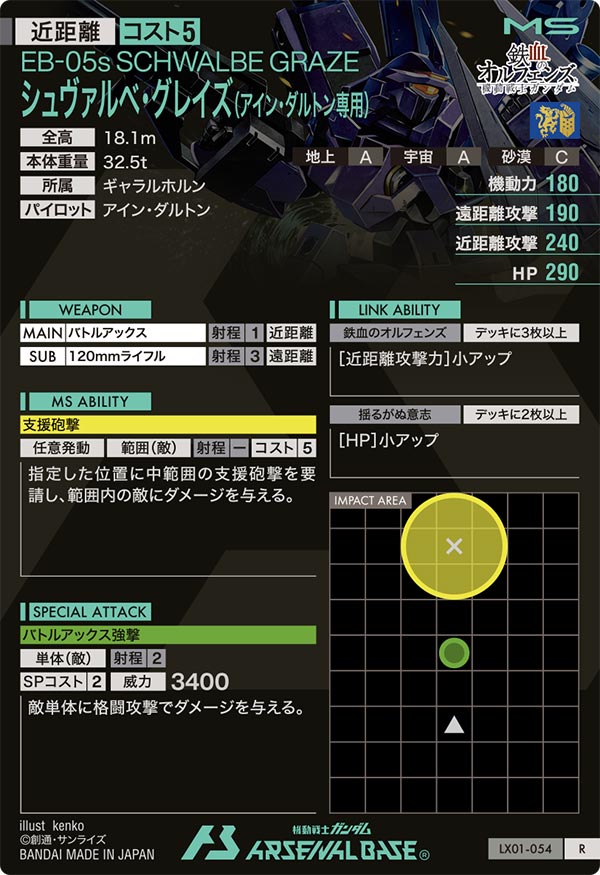 近距離 コスト5 MS
EB-05s SCHWALBE GRAZE
シュヴァルベ・グレイズ(アイン・ダルトン専用)
鉄血の
オルフェンズ
機動戦士ガンダム
全高 18.1m
本体重量 32.5t
所属 ギャラルホルン
パイロット アイン・ダルトン
地上 A 宇宙 A 砂漠 C
機動力 180
遠距離攻撃 190
近距離攻撃 240
HP 290
WEAPON
MAIN バトルアックス 射程 1 近距離
SUB 120mmライフル 射程 3 遠距離
MS ABILITY
支援砲撃
任意発動 範囲(敵) 射程 ー コスト 5
指定した位置に中範囲の支援砲撃を要
請し、範囲内の敵にダメージを与える。
SPECIAL ATTACK
バトルアックス強撃
単体(敵) 射程 2
SPコスト 2 威力 3400
敵単体に格闘攻撃でダメージを与える。
LINK ABILITY
鉄血のオルフェンズ デッキに3枚以上
[近距離攻撃力]小アップ
揺るがぬ意志 デッキに2枚以上
[HP]小アップ
IMPACT AREA
illust kenko
©創通・サンライズ
BANDAI MADE IN JAPAN
機動戦士ガンダム
AB ARSENAL BASE®
LX01-054 R